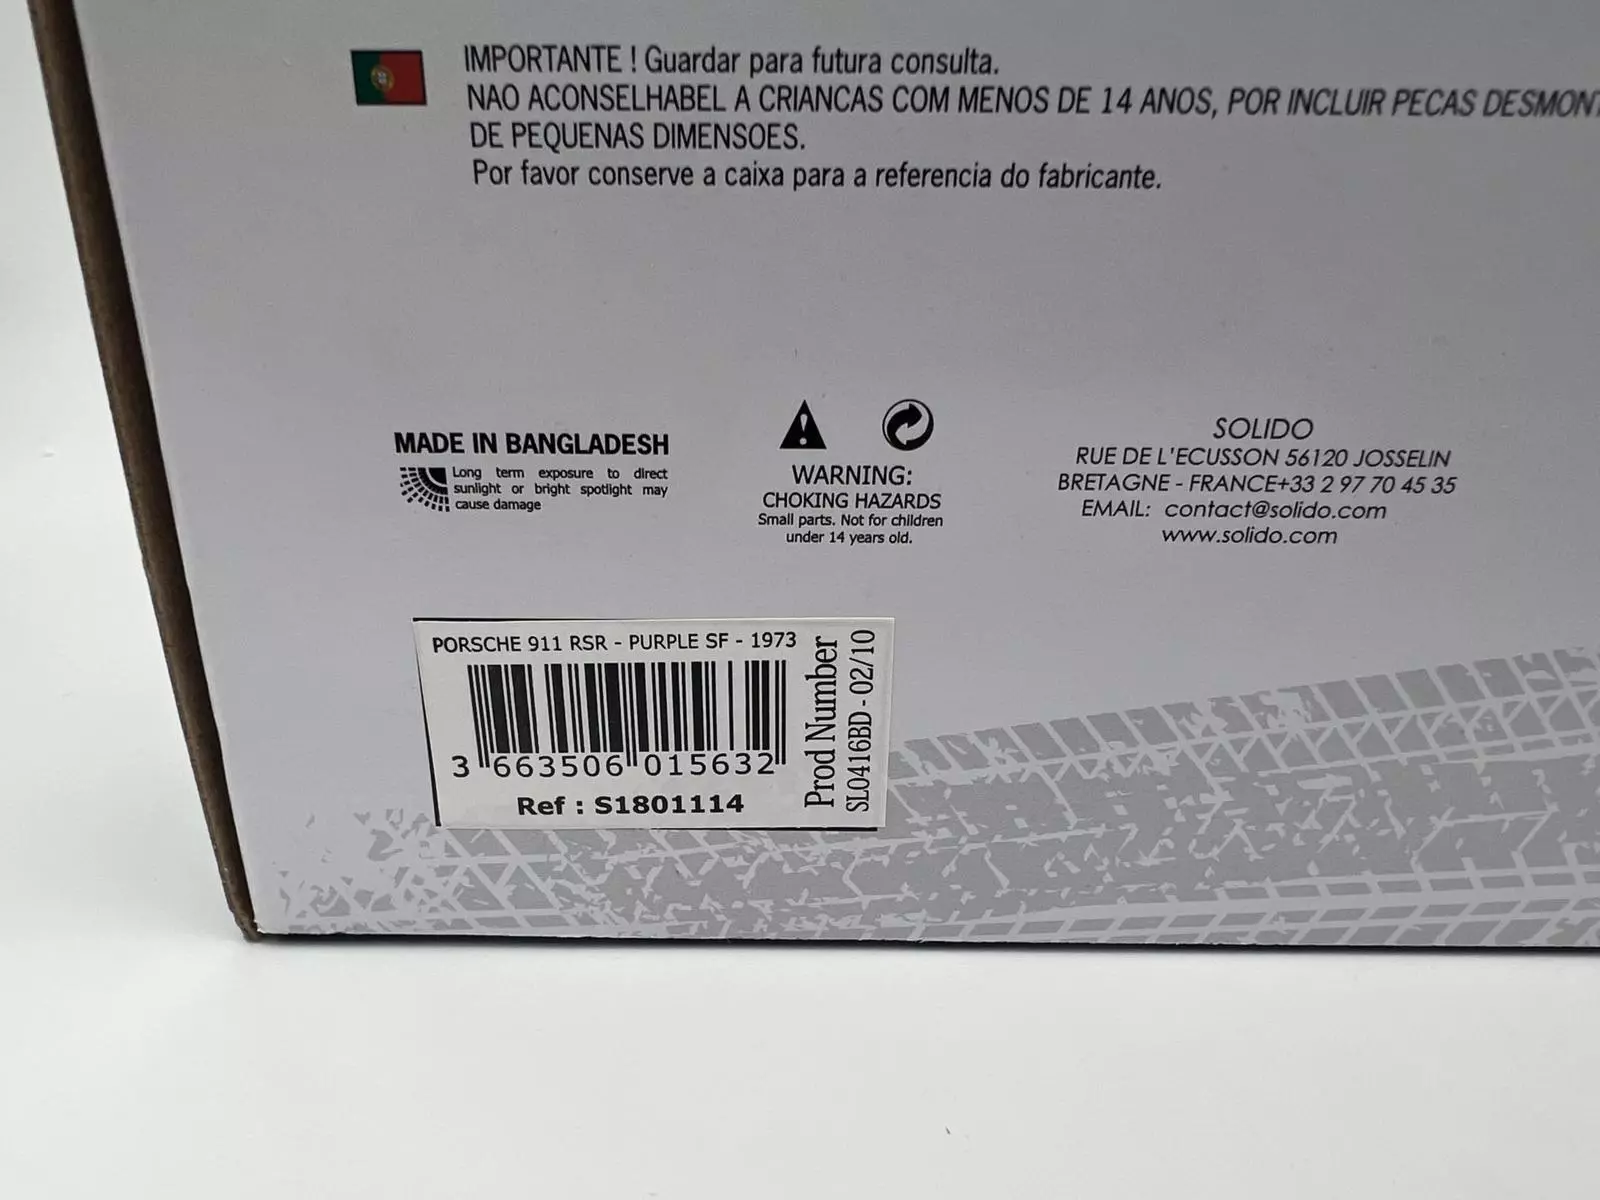 IMPORTANTE ! Guardar para futura consulta.
NAO ACONSELHABEL A CRIANCAS COM MENOS DE 14 ANOS, POR INCLUIR PECAS DESMONT
DE PEQUENAS DIMENSOES.
Por favor conserve a caixa para a referencia do fabricante.
MADE IN BANGLADESH
Long term exposure to direct
sunlight or bright spotlight may
cause damage
WARNING:
CHOKING HAZARDS
Small parts. Not for children
under 14 years old.
SOLIDO
RUE DE L'ECUSSON 56120 JOSSELIN
BRETAGNE - FRANCE+33 2 97 70 45 35
EMAIL: contact@solido.com
www.solido.com
PORSCHE 911 RSR - PURPLE SF - 1973
3 663506 015632
Ref : S1801114
Prod Number
SL0416BD - 02/10